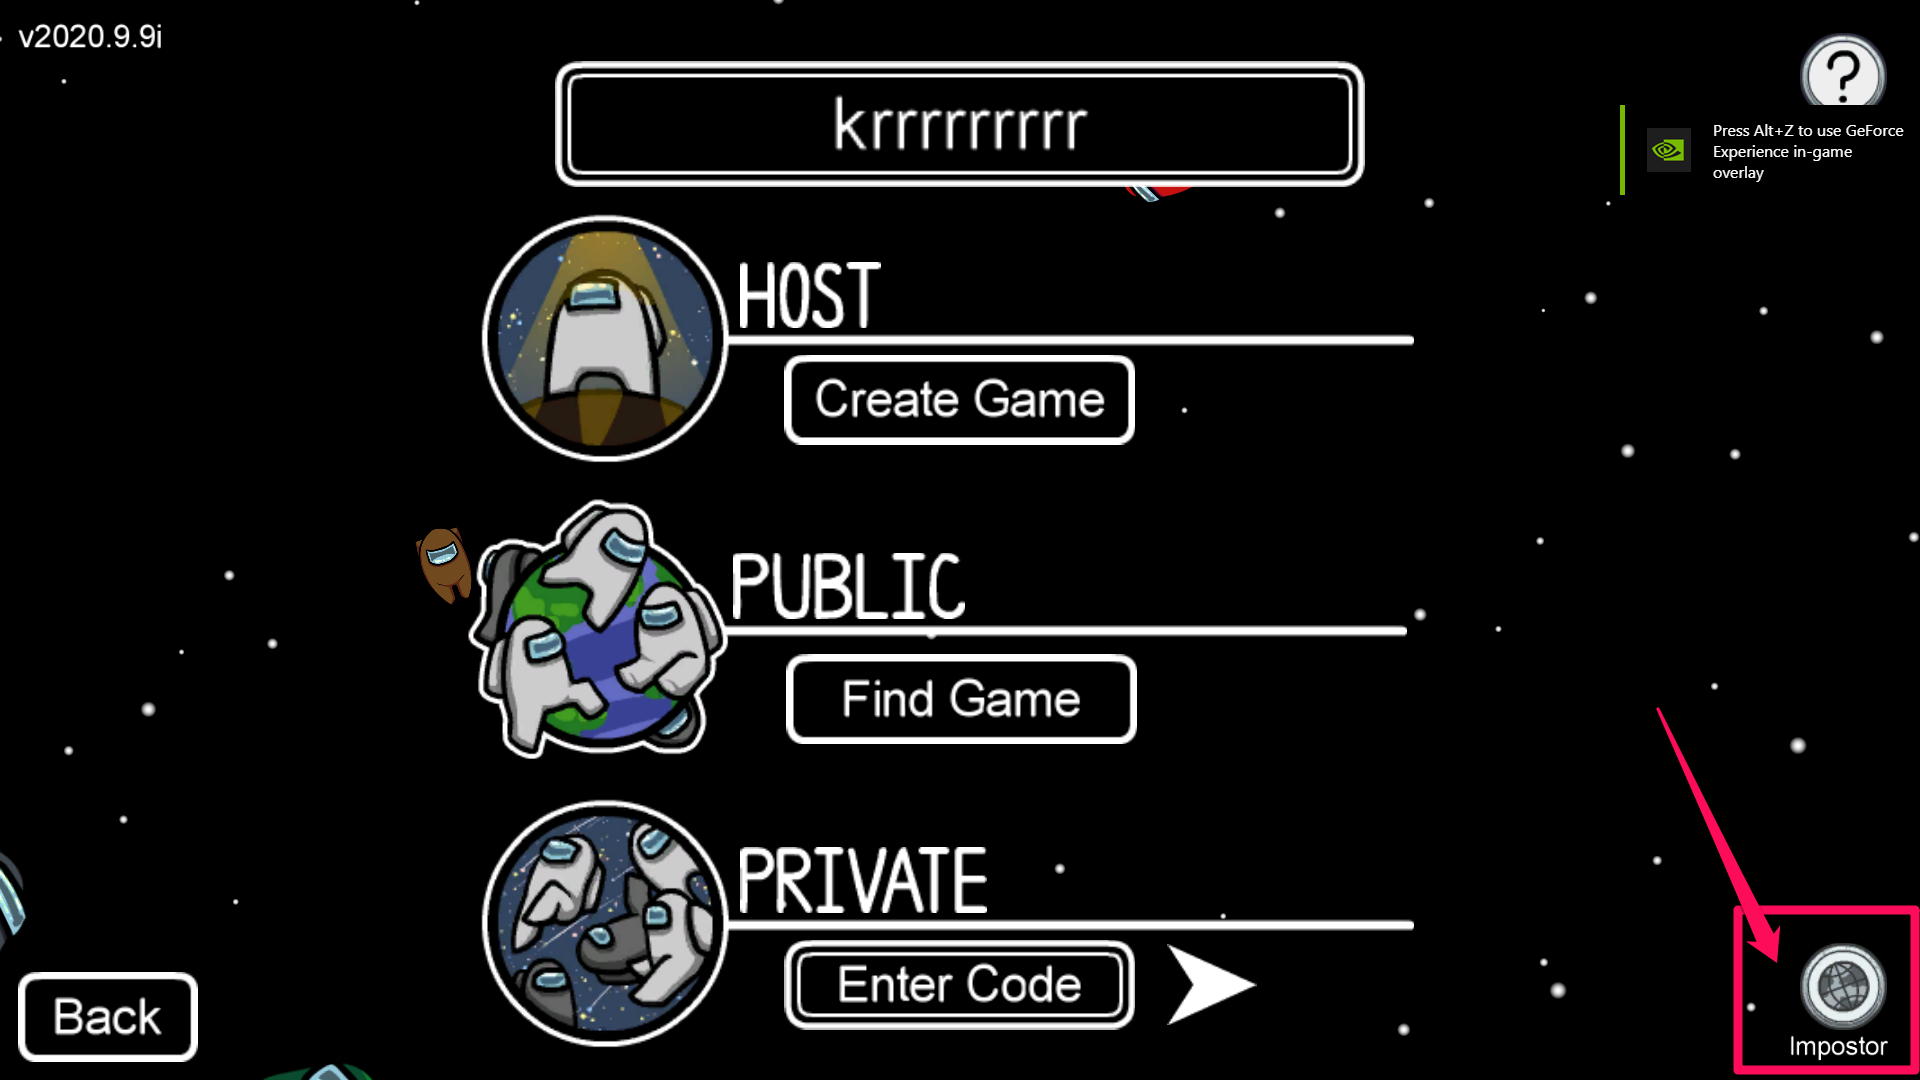 v2020.9.9i
krrrrrrrrr
?
Press Alt+Z to use GeForce
Experience in-game
overlay
HOST
Create Game
PUBLIC
Find Game
PRIVATE
Enter Code
Back
Impostor